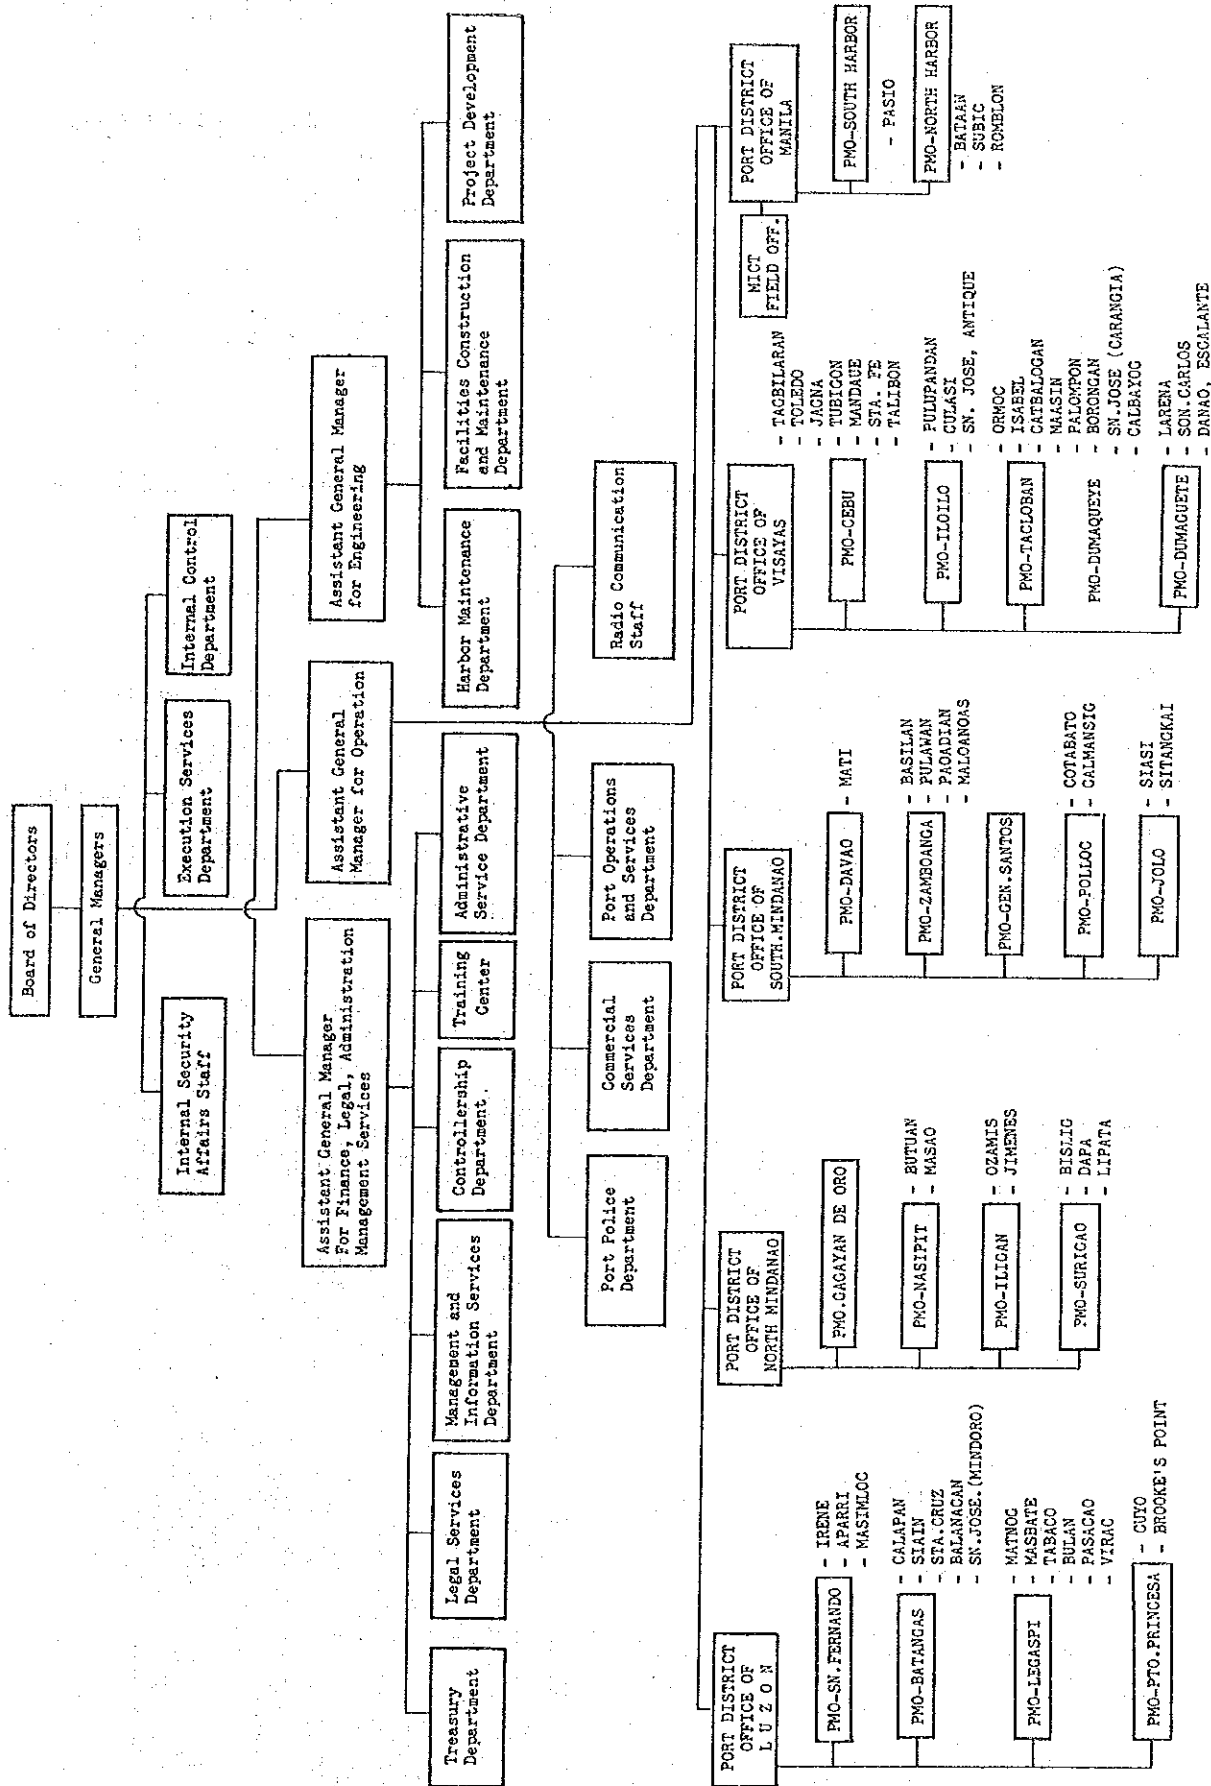 Board of Directors
General Managers
Internal Security
Affairs Staff
Execution Services
Department
Internal Control
Department
Assistant General Manager
For Finance, Legal, Administration
Management Services
Assistant General
Manager
for Operation
Assistant General Manager
for Engineering
Treasury
Department
Legal Services
Department
Management and
Information Services
Department
Controllership
Department.
Training
Center
Administrative
Service Department
Harbor Maintenance
Department
Facilities Construction
and Maintenance
Department
Project Development
Department
Port Police
Department
Commercial
Services
Department
Port Operations
and Services
Department
Radio Communication
Staff
PORT DISTRICT
OFFICE OF
L U Z O N
PMO-SN.FERNANDO
- IRENE
- APARRI
- MASIMLOC
PMO-BATANGAS
- CALAPAN
- SIAIN
- STA.CRUZ
- BALANACAN
- SN.JOSE.(MINDORO)
PMO-LEGASPI
- MATNOG
- MASBATE
- TABACO
- BULAN
- PASACAO
- VIRAC
PMO-PTO.PRINCESA
- CUYO
- BROOKE'S POINT
PORT DISTRICT
OFFICE OF
NORTH MINDANAO
PMO.CAGAYAN DE ORO
PMO-NASIPIT
- BUTUAN
- MASAO
PMO-ILIGAN
- OZAMIS
- JIMENES
PMO-SURIGAO
- BISLIG
- DAPA
- LIPATA
PORT DISTRICT
OFFICE OF
SOUTH.MINDANAO
PMO-DAVAO
- MATI
PMO-ZAMBOANGA
- BASILAN
- PULAWAN
- PAOADIAN
- MALOANOAS
PMO-GEN.SANTOS
PMO-POLLOC
- COTABATO
- CALMANSIG
PMO-JOLO
- SIASI
- SITANGKAI
PORT DISTRICT
OFFICE OF
VISAYAS
PMO-CEBU
- TAGBILARAN
- TOLEDO
- JAGNA
- TUBIGON
- MANDAUE
- STA. FE
- TALIBON
PMO-ILOILO
- PULUPANDAN
- CULASI
- SN. JOSE, ANTIQUE
PMO-TACLOBAN
- ORMOC
- ISABEL
- CATBALOGAN
- MAASIN
- PALOMPON
- BORONGAN
- SN.JOSE (CARANGIA)
- CALBAYOG
PMO-DUMAQUEYE
PMO-DUMAGUETE
- LARENA
- SON.CARLOS
- DANAO, ESCALANTE
PORT DISTRICT
OFFICE OF
MANILA
MICT
FIELD OFF.
PMO-SOUTH HARBOR
- PASIO
PMO-NORTH HARBOR
- BATAAN
- SUBIC
- ROMBLON